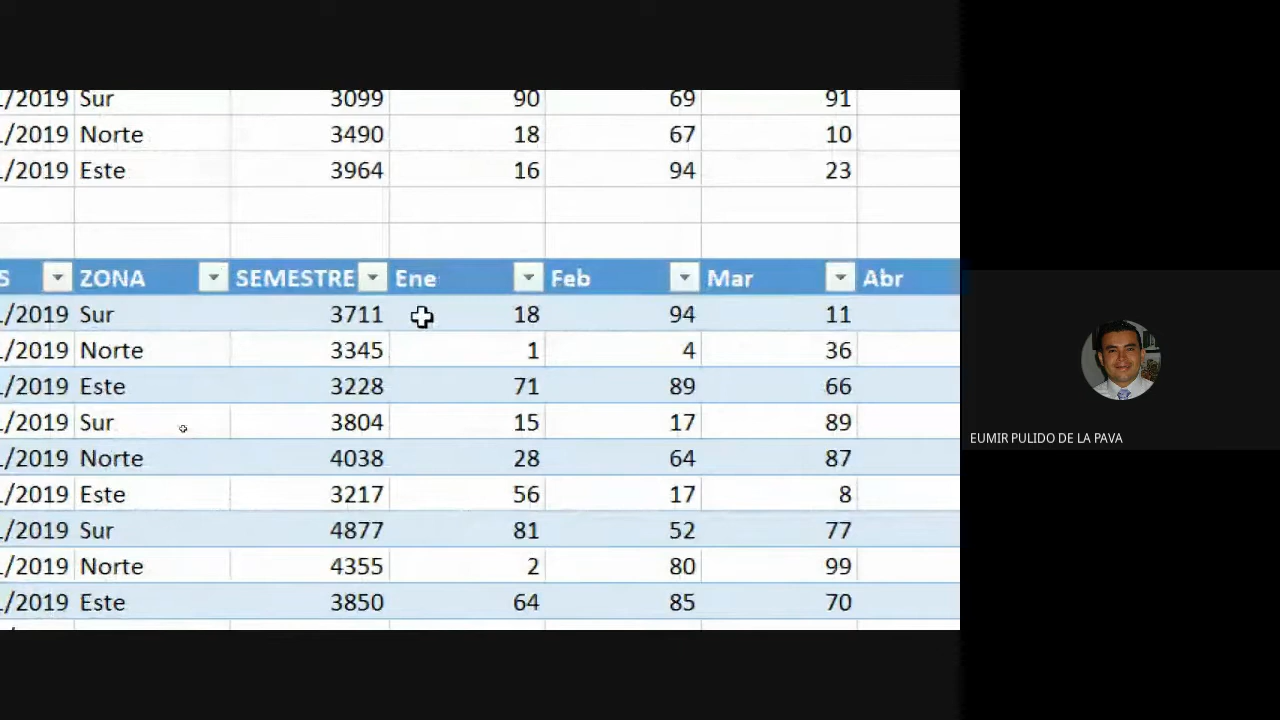 /2019 Sur 3099 90 69 91
/2019 Norte 3490 18 67 10
/2019 Este 3964 16 94 23
S ZONA SEMESTRE Ene Feb Mar Abr
/2019 Sur 3711 18 94 11
/2019 Norte 3345 1 4 36
/2019 Este 3228 71 89 66
/2019 Sur 3804 15 17 89
/2019 Norte 4038 28 64 87
/2019 Este 3217 56 17 8
/2019 Sur 4877 81 52 77
/2019 Norte 4355 2 80 99
/2019 Este 3850 64 85 70
EUMIR PULIDO DE LA PAVA